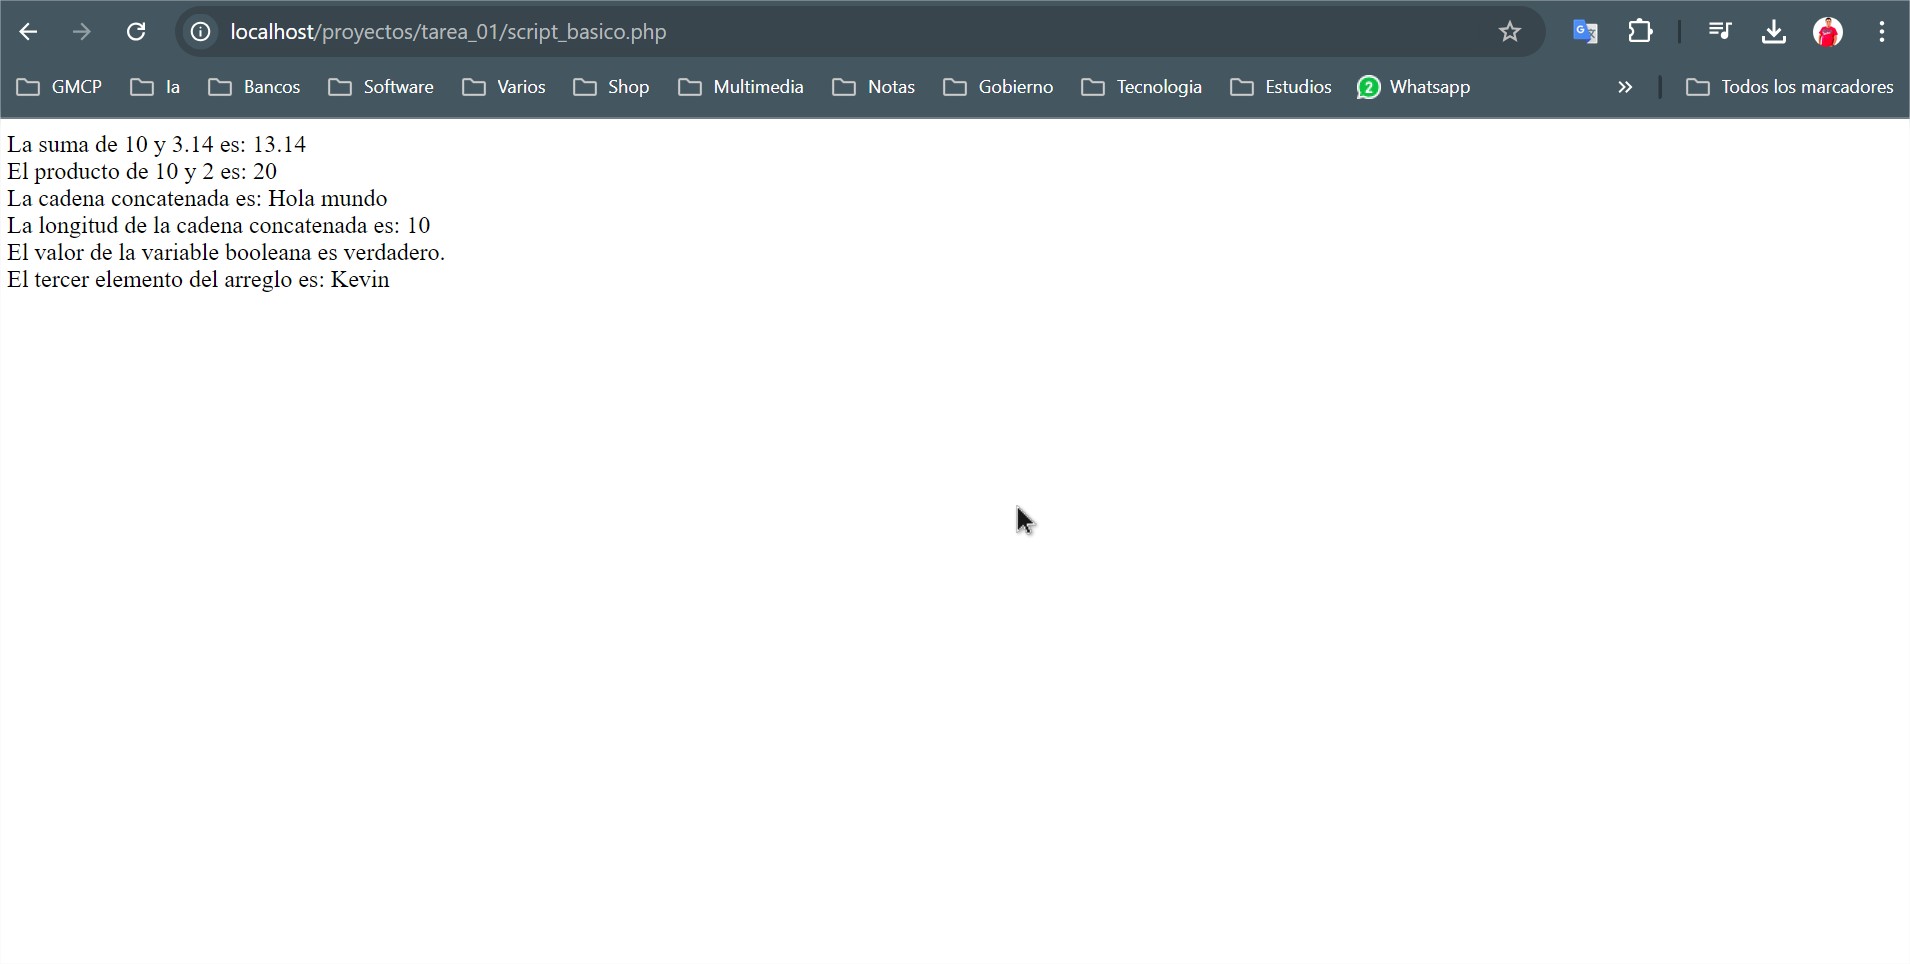 localhost/proyectos/tarea_01/script_basico.php
GMCP Ia Bancos Software Varios Shop Multimedia Notas Gobierno Tecnologia Estudios 2 Whatsapp » Todos los marcadores
La suma de 10 y 3.14 es: 13.14
El producto de 10 y 2 es: 20
La cadena concatenada es: Hola mundo
La longitud de la cadena concatenada es: 10
El valor de la variable booleana es verdadero.
El tercer elemento del arreglo es: Kevin